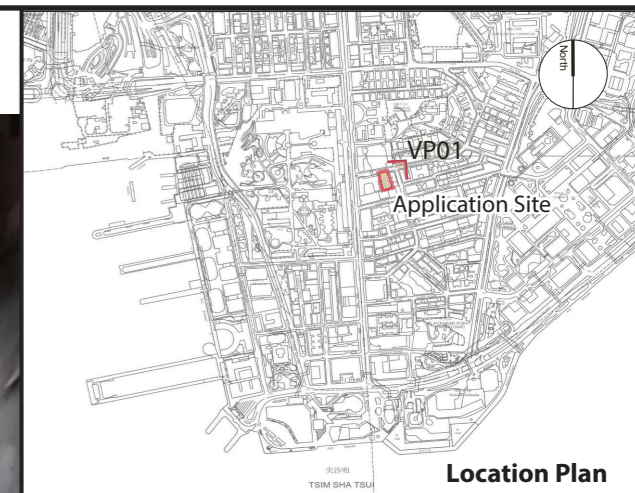 North
VP01
Application Site
尖沙咀
TSIM SHA TSUI
Location Plan